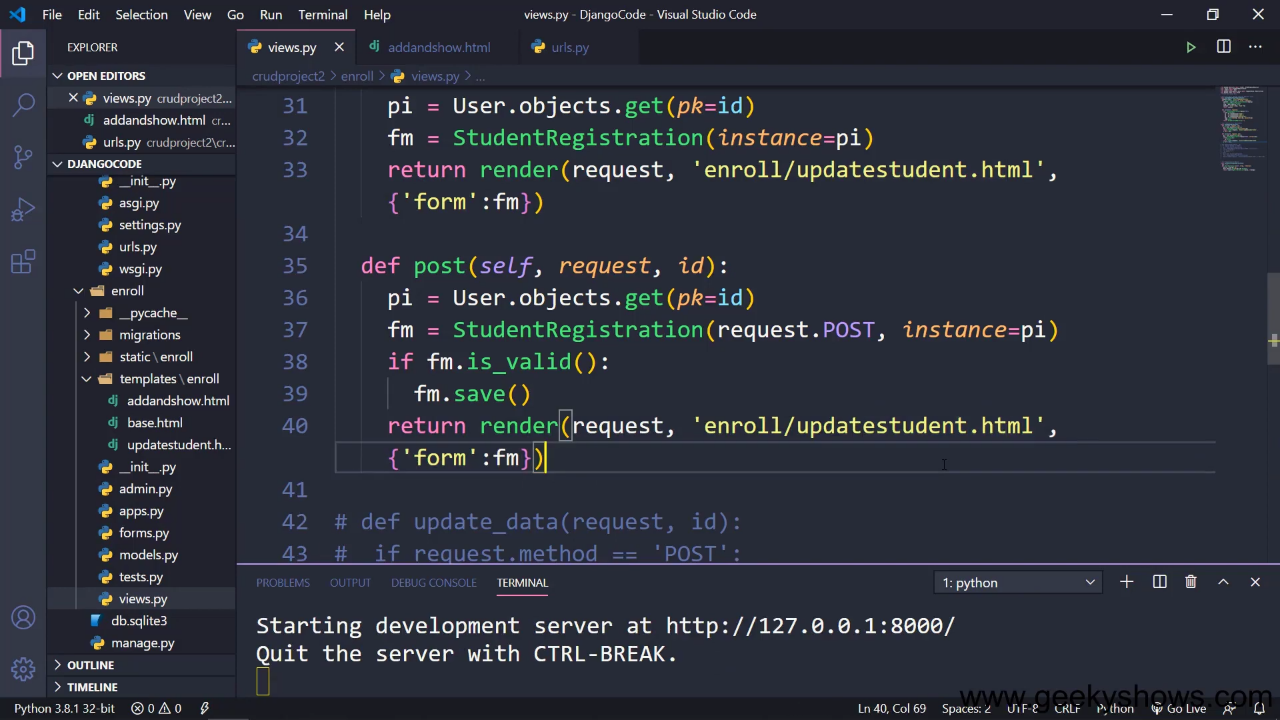 File Edit Selection View Go Run Terminal Help views.py - DjangoCode - Visual Studio Code
EXPLORER
OPEN EDITORS
views.py crudproject2...
addandshow.html cr...
urls.py crudproject2\cr...
DJANGOCODE
__init__.py
asgi.py
settings.py
urls.py
wsgi.py
enroll
__pycache__
migrations
static \ enroll
templates \ enroll
addandshow.html
base.html
updatestudent.h...
__init__.py
admin.py
apps.py
forms.py
models.py
tests.py
views.py
db.sqlite3
manage.py
OUTLINE
TIMELINE
views.py addandshow.html urls.py
crudproject2 > enroll > views.py > ...
31 pi = User.objects.get(pk=id)
32 fm = StudentRegistration(instance=pi)
33 return render(request, 'enroll/updatestudent.html',
{'form':fm})
34
35 def post(self, request, id):
36 pi = User.objects.get(pk=id)
37 fm = StudentRegistration(request.POST, instance=pi)
38 if fm.is_valid():
39 fm.save()
40 return render(request, 'enroll/updatestudent.html',
{'form':fm})
41
42 # def update_data(request, id):
43 # if request.method == 'POST':
PROBLEMS OUTPUT DEBUG CONSOLE TERMINAL 1: python
Starting development server at http://127.0.0.1:8000/
Quit the server with CTRL-BREAK.
www.geekyshows.com
Python 3.8.1 32-bit 0 0 Ln 40, Col 69 Spaces: 2 UTF-8 CRLF Python Go Live